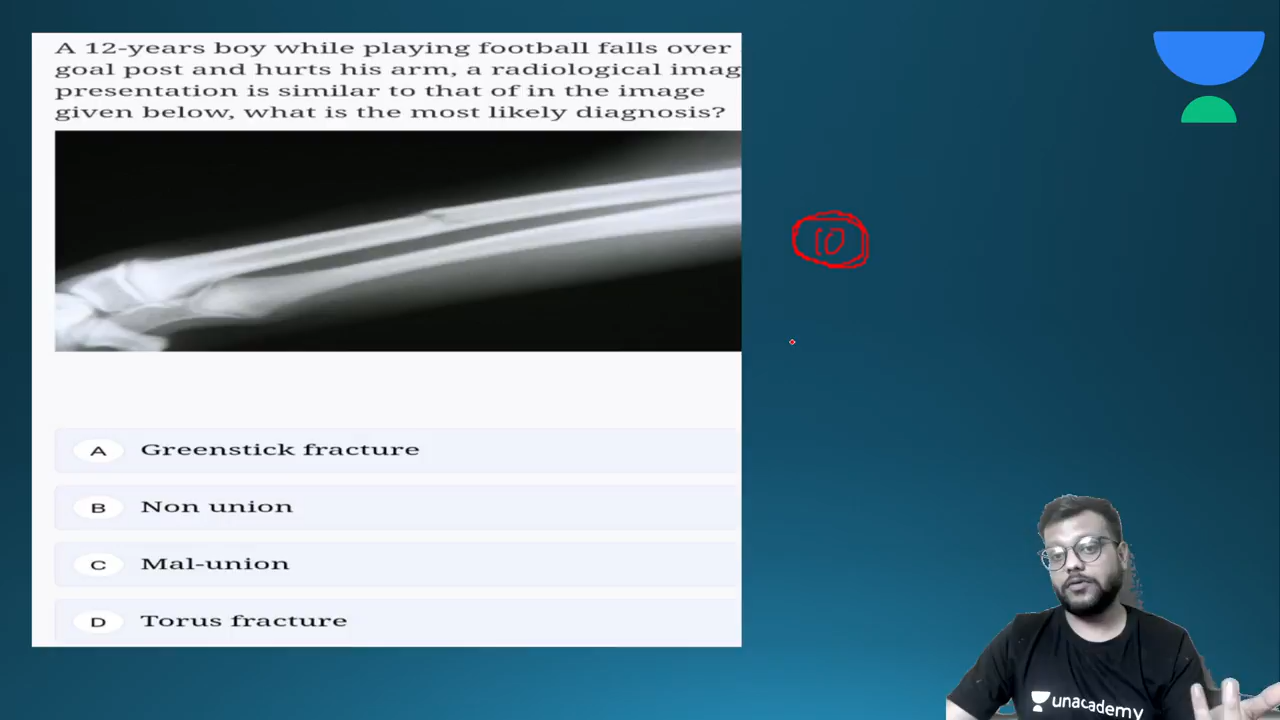 A 12-years boy while playing football falls over
goal post and hurts his arm, a radiological imag
presentation is similar to that of in the image
given below, what is the most likely diagnosis?
10
A Greenstick fracture
B Non union
C Mal-union
D Torus fracture
unacademy